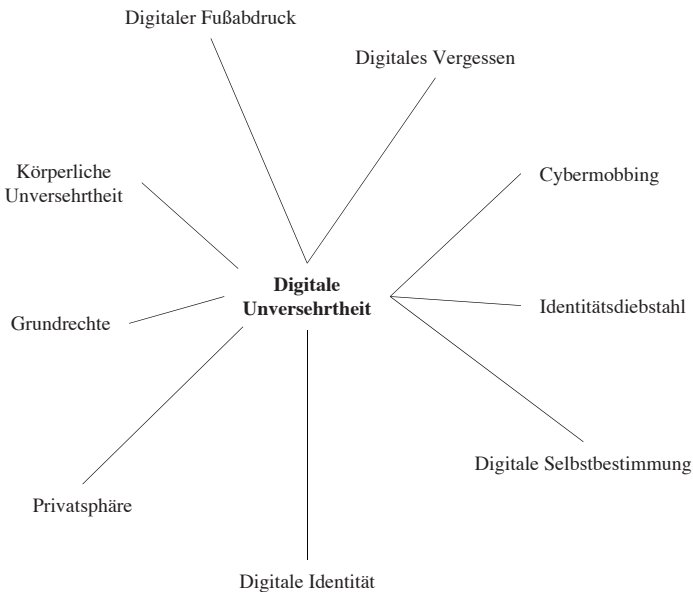 Digitaler Fußabdruck
Digitales Vergessen
Körperliche
Unversehrtheit
Cybermobbing
Digitale
Unversehrtheit
Grundrechte
Identitätsdiebstahl
Digitale Selbstbestimmung
Privatsphäre
Digitale Identität